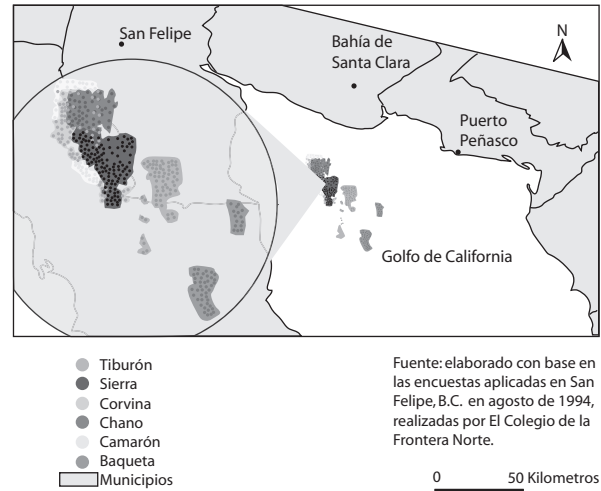 San Felipe
Bahía de
Santa Clara
N
Puerto
Peñasco
Golfo de California
Tiburón
Sierra
Corvina
Chano
Camarón
Baqueta
Municipios
Fuente: elaborado con base en
las encuestas aplicadas en San
Felipe, B.C. en agosto de 1994,
realizadas por El Colegio de la
Frontera Norte.
0 50 Kilometros